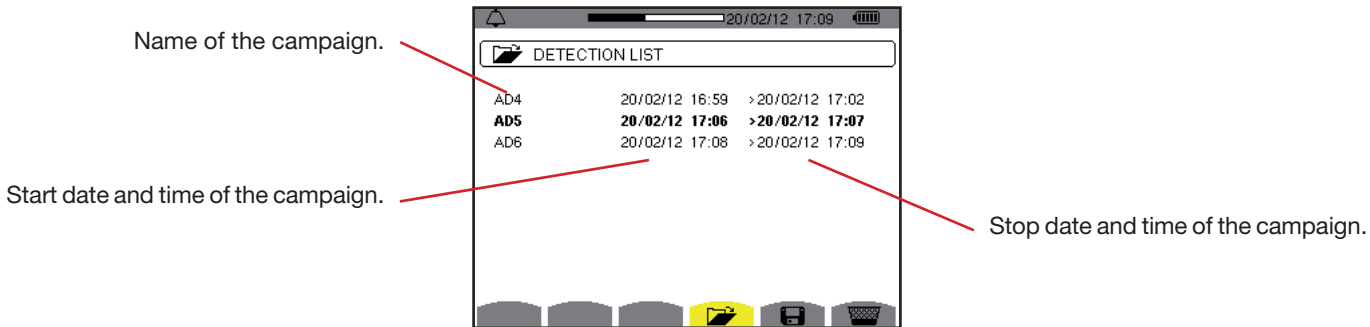 20/02/12 17:09
Name of the campaign.
DETECTION LIST
AD4 20/02/12 16:59 >20/02/12 17:02
AD5 20/02/12 17:06 >20/02/12 17:07
AD6 20/02/12 17:08 >20/02/12 17:09
Start date and time of the campaign.
Stop date and time of the campaign.